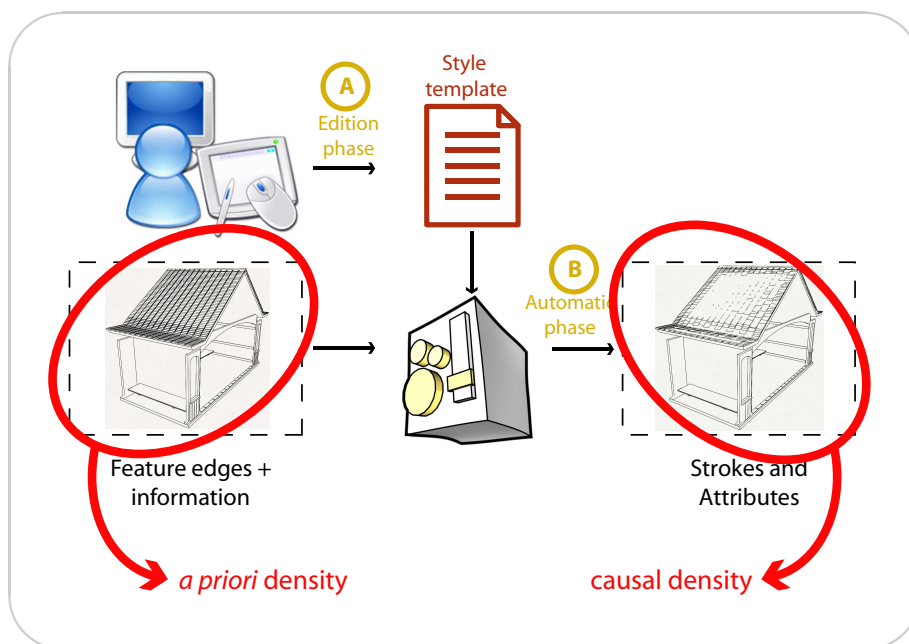 Style
template
A
Edition
phase
B
Automatic
phase
Feature edges +
information
Strokes and
Attributes
a priori density
causal density